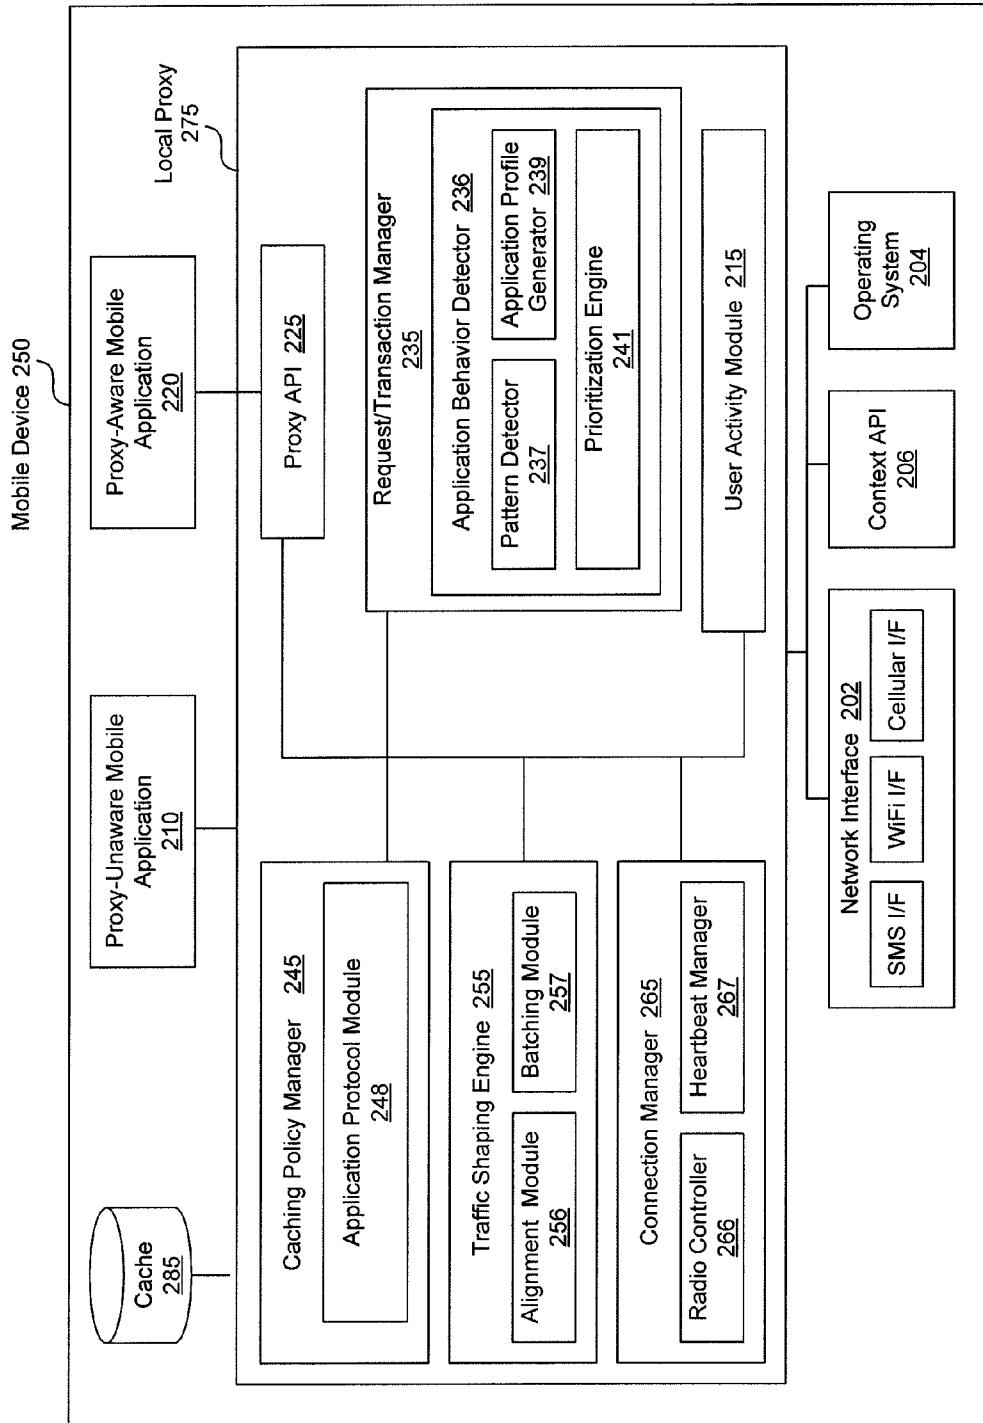 Mobile Device 250
Cache
285
Proxy-Unaware Mobile
Application
210
Proxy-Aware Mobile
Application
220
Local Proxy
275
Caching Policy Manager 245
Application Protocol Module
248
Traffic Shaping Engine 255
Alignment Module
256
Batching Module
257
Connection Manager 265
Radio Controller
266
Heartbeat Manager
267
Proxy API 225
Request/Transaction Manager
235
Application Behavior Detector 236
Pattern Detector
237
Application Profile
Generator 239
Prioritization Engine
241
User Activity Module 215
Network Interface 202
SMS I/F
WiFi I/F
Cellular I/F
Context API
206
Operating
System
204